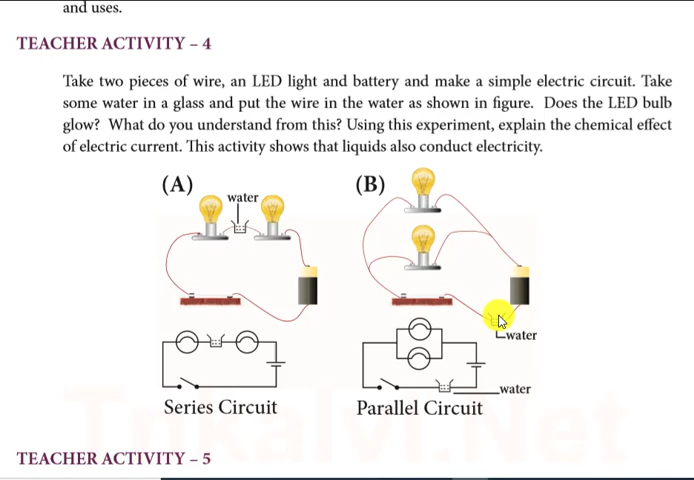 and uses.
TEACHER ACTIVITY – 4
Take two pieces of wire, an LED light and battery and make a simple electric circuit. Take
some water in a glass and put the wire in the water as shown in figure. Does the LED bulb
glow? What do you understand from this? Using this experiment, explain the chemical effect
of electric current. This activity shows that liquids also conduct electricity.
(A)
water
(B)
water
water
Series Circuit
Parallel Circuit
Trikalvi.Net
TEACHER ACTIVITY – 5